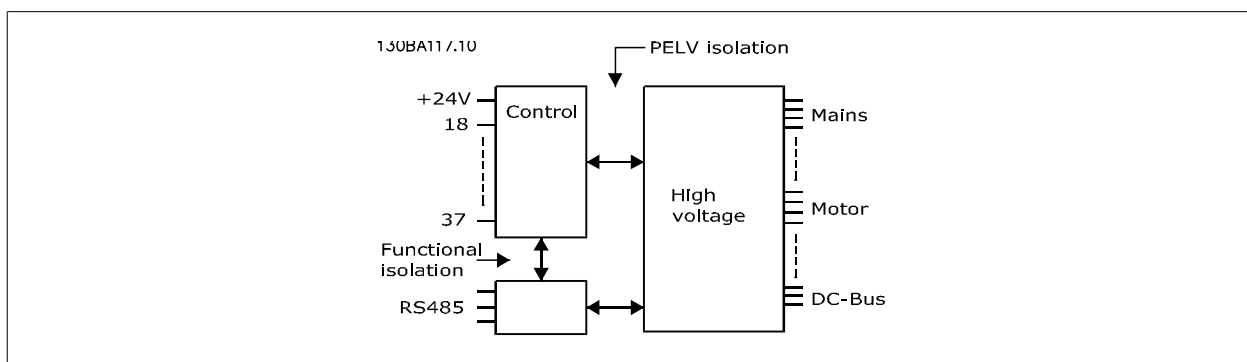 130BA117.10
PELV isolation
+24V
Control
18
Mains
High
voltage
37
Motor
Functional
isolation
RS485
DC-Bus